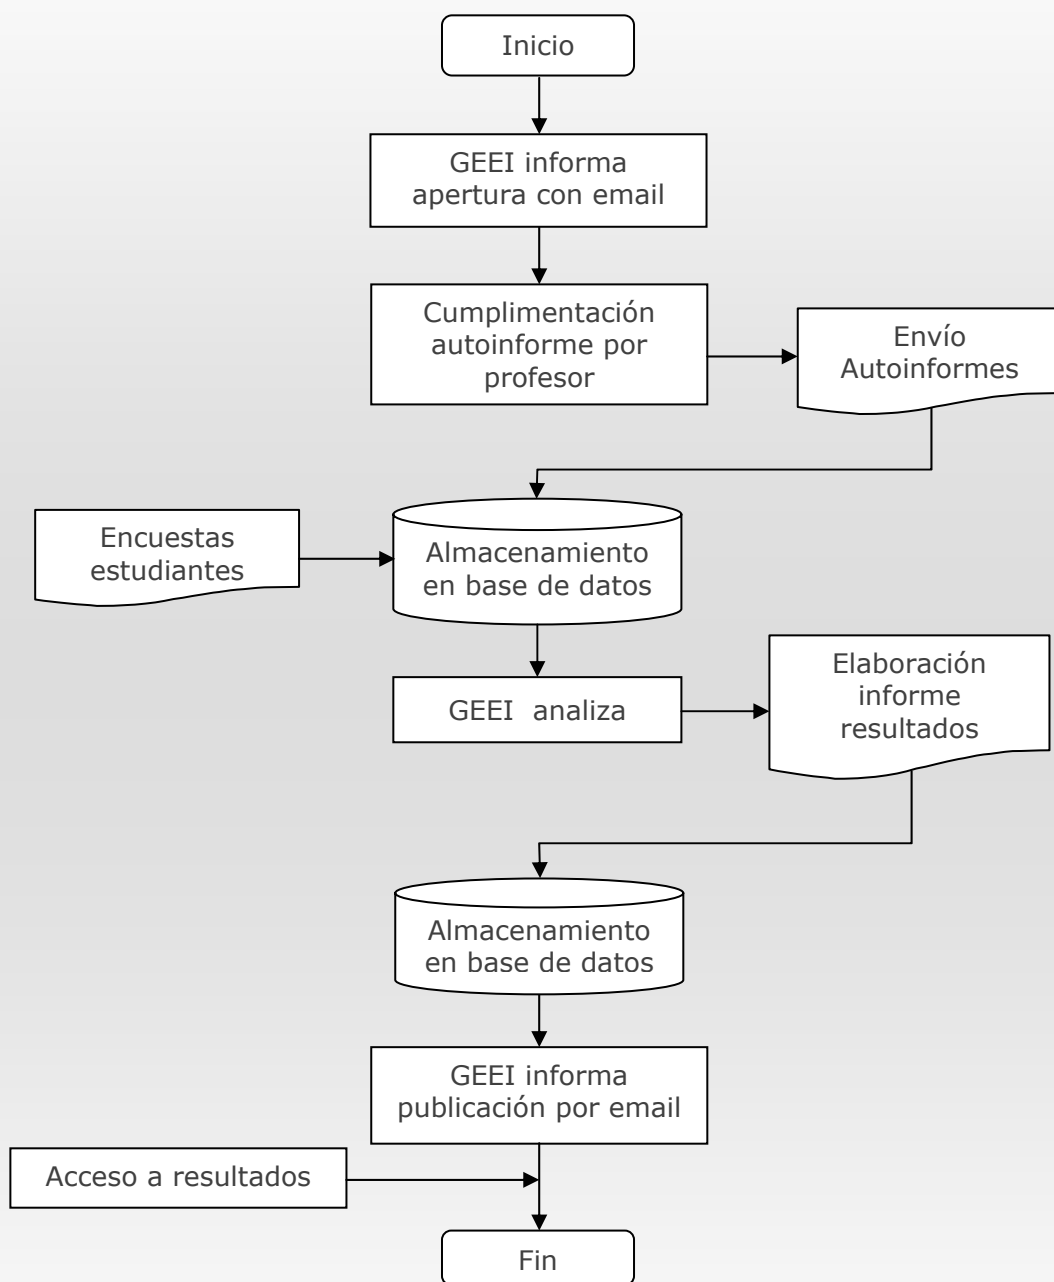 Inicio
GEEI informa
apertura con email
Cumplimentación
autoinforme por
profesor
Envío
Autoinformes
Encuestas
estudiantes
Almacenamiento
en base de datos
GEEI analiza
Elaboración
informe
resultados
Almacenamiento
en base de datos
GEEI informa
publicación por email
Acceso a resultados
Fin